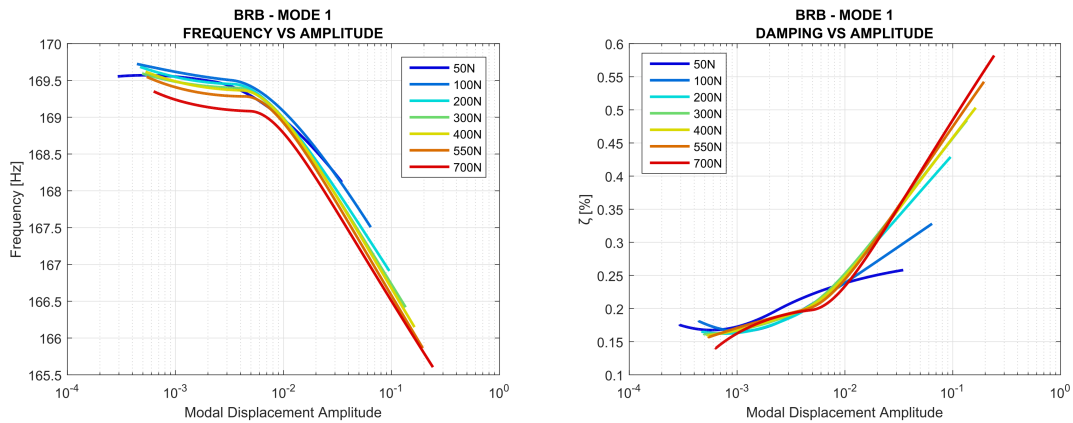 BRB - MODE 1
FREQUENCY VS AMPLITUDE
170
169.5
169
168.5
168
167.5
167
166.5
166
165.5
Frequency [Hz]
50N
100N
200N
300N
400N
550N
700N
10-4
10-3
10-2
10-1
100
Modal Displacement Amplitude
BRB - MODE 1
DAMPING VS AMPLITUDE
0.6
0.55
0.5
0.45
0.4
0.35
0.3
0.25
0.2
0.15
0.1
ζ [%]
50N
100N
200N
300N
400N
550N
700N
10-4
10-3
10-2
10-1
100
Modal Displacement Amplitude